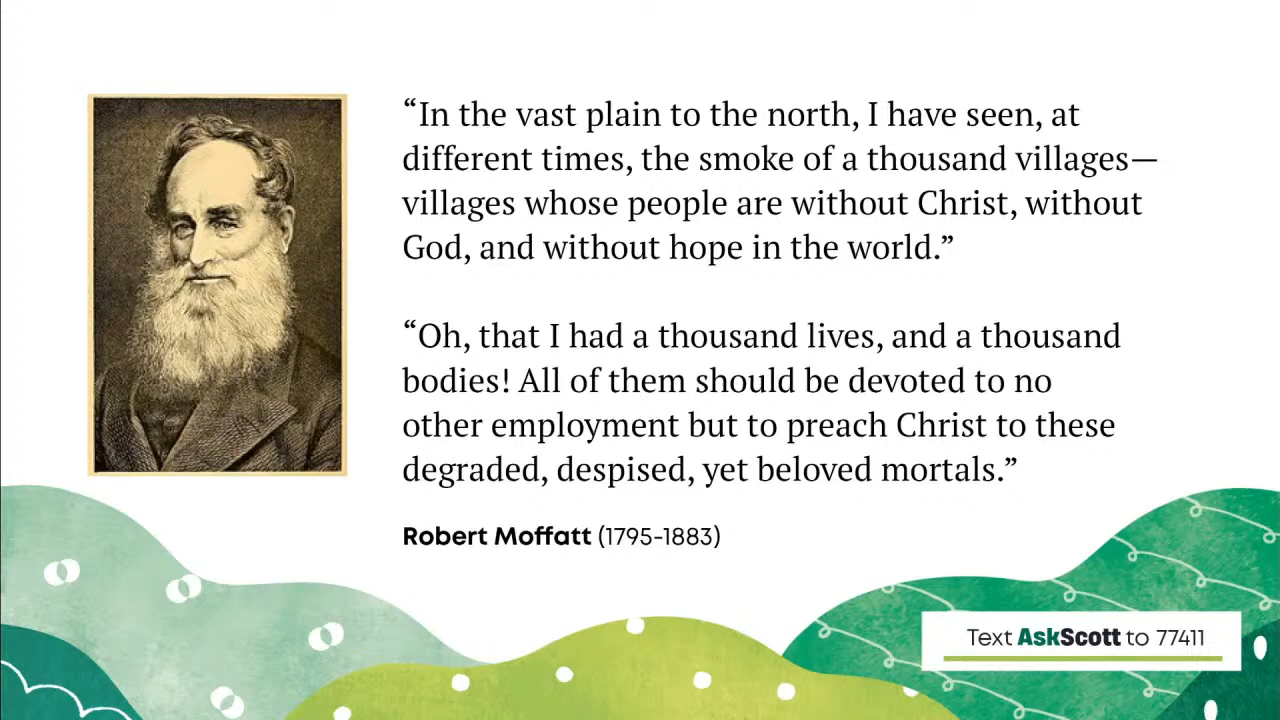 “In the vast plain to the north, I have seen, at
different times, the smoke of a thousand villages—
villages whose people are without Christ, without
God, and without hope in the world.”
“Oh, that I had a thousand lives, and a thousand
bodies! All of them should be devoted to no
other employment but to preach Christ to these
degraded, despised, yet beloved mortals.”
Robert Moffatt (1795-1883)
Text AskScott to 77411